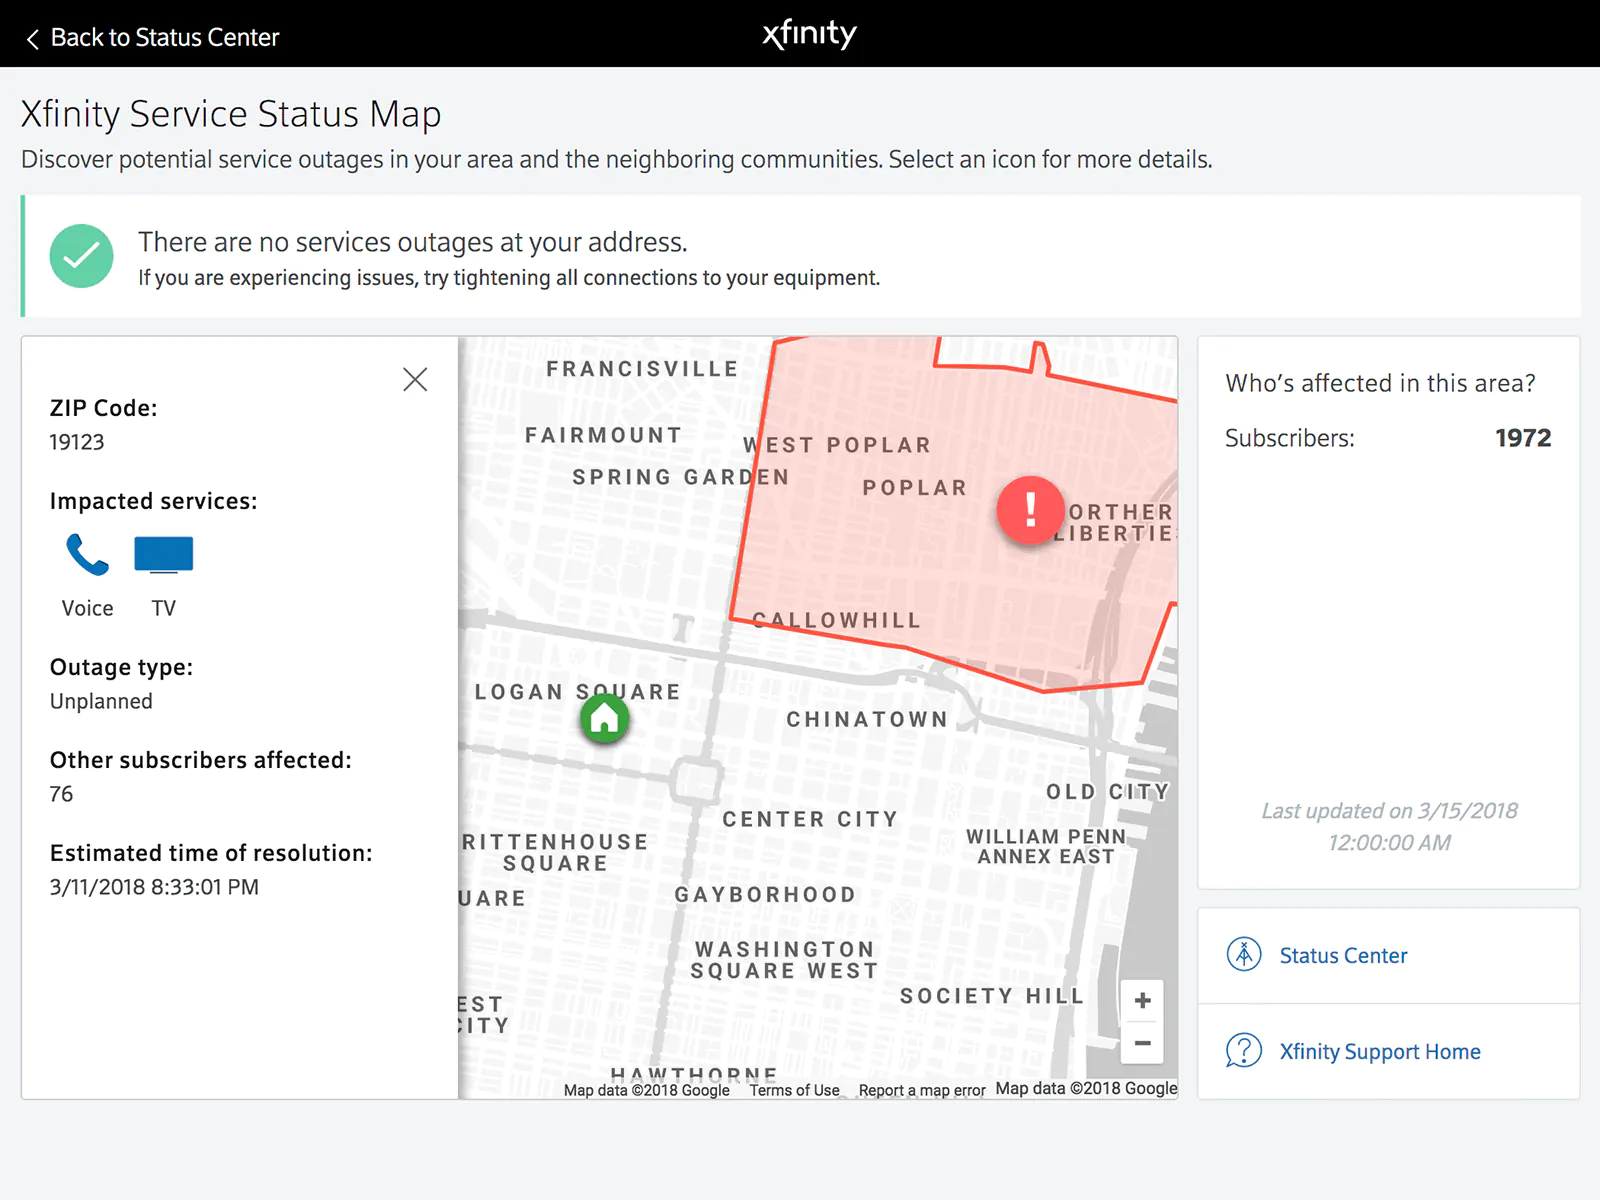 Back to Status Center
xfinity
Xfinity Service Status Map
Discover potential service outages in your area and the neighboring communities. Select an icon for more details.
There are no services outages at your address.
If you are experiencing issues, try tightening all connections to your equipment.
ZIP Code:
19123
Impacted services:
Voice TV
Outage type:
Unplanned
Other subscribers affected:
76
Estimated time of resolution:
3/11/2018 8:33:01 PM
FRANCISVILLE
FAIRMOUNT
WEST POPLAR
SPRING GARDEN
POPLAR
!
ORTHER
LIBERTIE
CALLOWHILL
LOGAN SQUARE
CHINATOWN
OLD CITY
CENTER CITY
WILLIAM PENN
ANNEX EAST
RITTENHOUSE
SQUARE
UARE
GAYBORHOOD
WASHINGTON
SQUARE WEST
SOCIETY HILL
EST
CITY
HAWTHORNE
+
−
Map data ©2018 Google Terms of Use Report a map error Map data ©2018 Google
Who's affected in this area?
Subscribers: 1972
Last updated on 3/15/2018
12:00:00 AM
Status Center
Xfinity Support Home